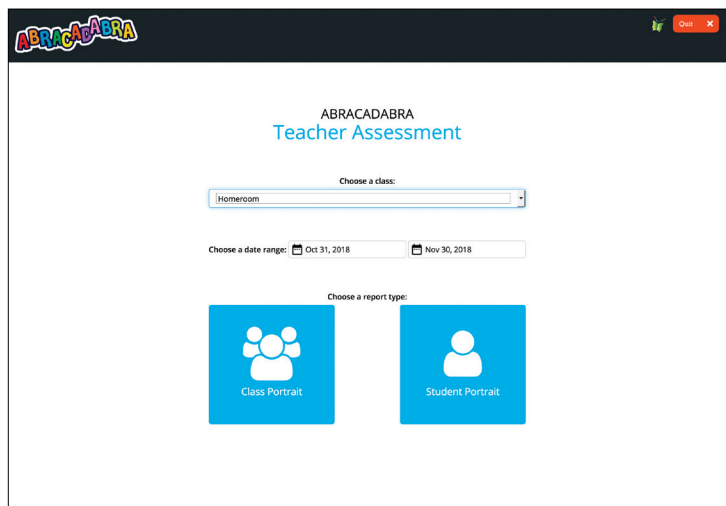 ABRACADABRA
Quit ×
ABRACADABRA
Teacher Assessment
Choose a class:
Homeroom
Choose a date range: Oct 31, 2018 Nov 30, 2018
Choose a report type:
Class Portrait Student Portrait